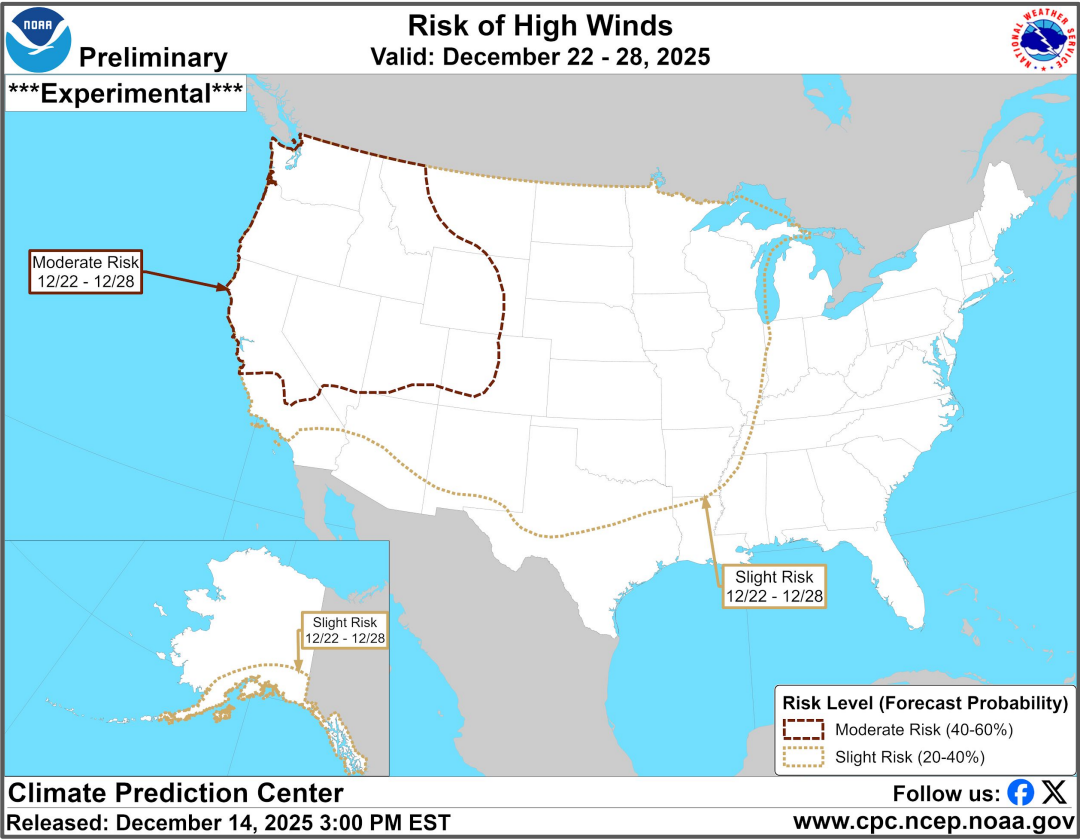 NOAA
Preliminary
Risk of High Winds
Valid: December 22 - 28, 2025
NATIONAL WEATHER SERVICE
***Experimental***
Moderate Risk
12/22 - 12/28
Slight Risk
12/22 - 12/28
Slight Risk
12/22 - 12/28
Risk Level (Forecast Probability)
Moderate Risk (40-60%)
Slight Risk (20-40%)
Climate Prediction Center
Follow us:
Released: December 14, 2025 3:00 PM EST
www.cpc.ncep.noaa.gov